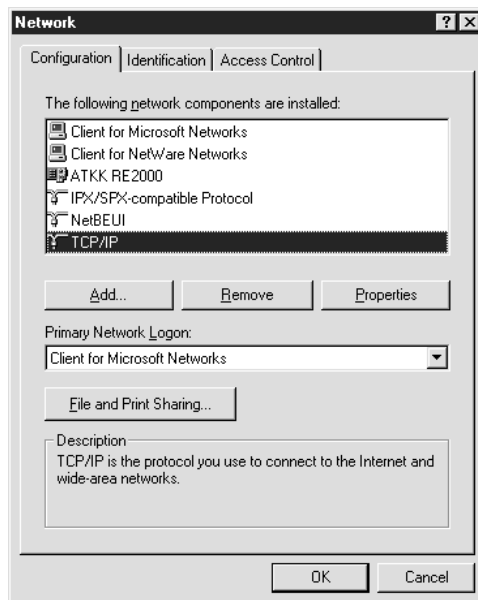 Network
Configuration Identification Access Control
The following network components are installed:
Client for Microsoft Networks
Client for NetWare Networks
ATKK RE2000
IPX/SPX-compatible Protocol
NetBEUI
TCP/IP
Add... Remove Properties
Primary Network Logon:
Client for Microsoft Networks
File and Print Sharing...
Description
TCP/IP is the protocol you use to connect to the Internet and
wide-area networks.
OK Cancel